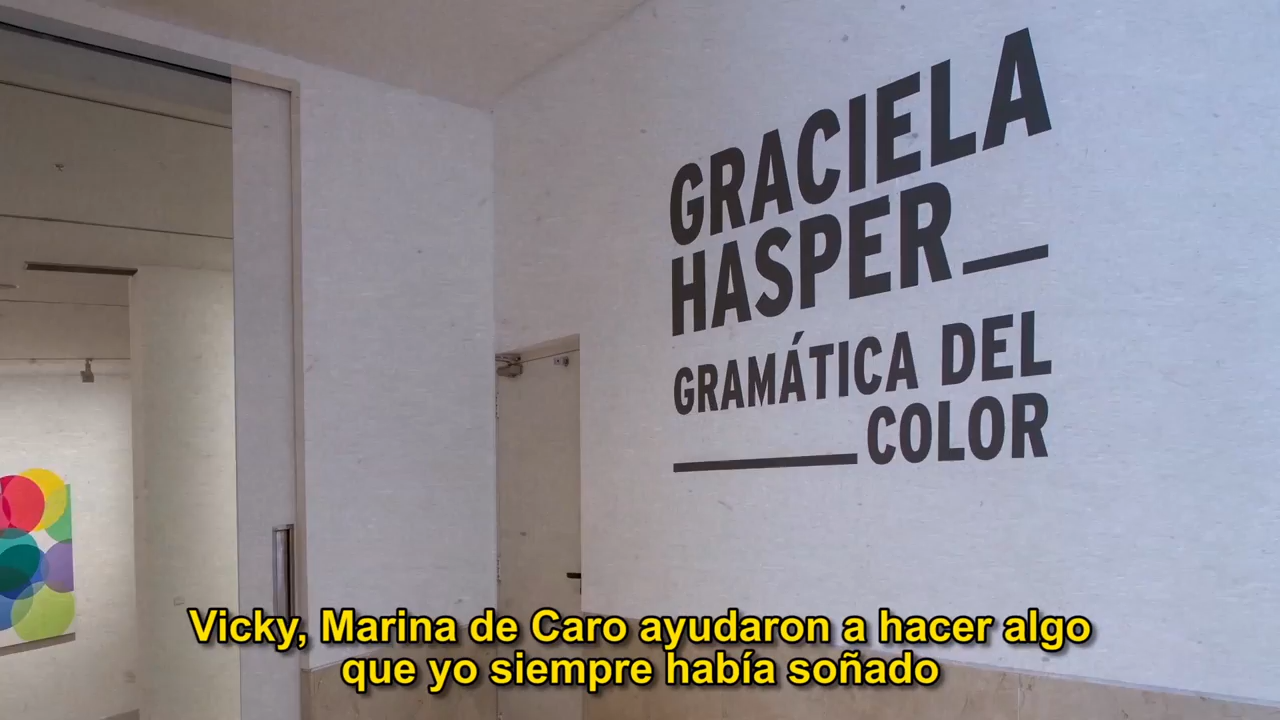 GRACIELA
HASPER
GRAMÁTICA DEL
COLOR
Vicky, Marina de Caro ayudaron a hacer algo
que yo siempre había soñado